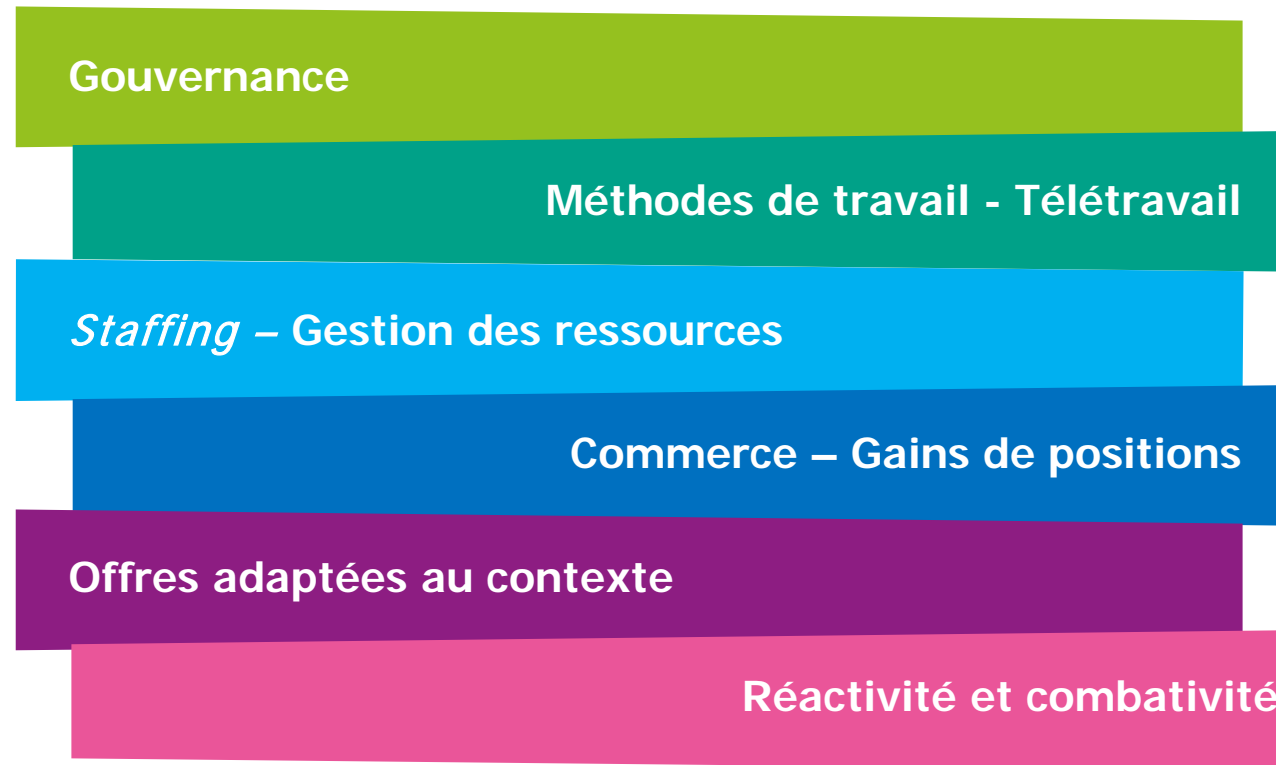 Gouvernance
Méthodes de travail - Télétravail
Staffing – Gestion des ressources
Commerce – Gains de positions
Offres adaptées au contexte
Réactivité et combativité